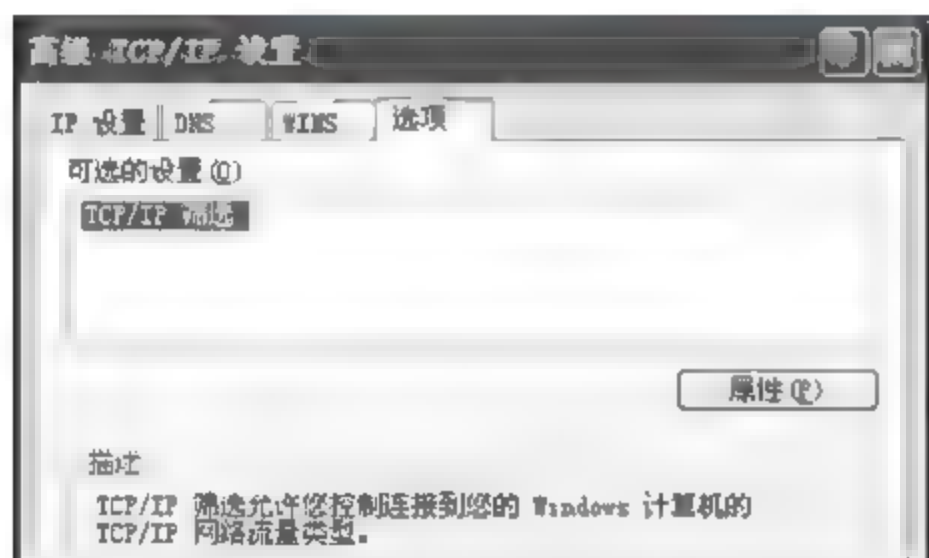 高级 TCP/IP 设置
IP 设置 DNS WINS 选项
可选的设置(O)
TCP/IP 筛选
属性(P)
描述
TCP/IP 筛选允许您控制连接到您的 Windows 计算机的
TCP/IP 网络流量类型。